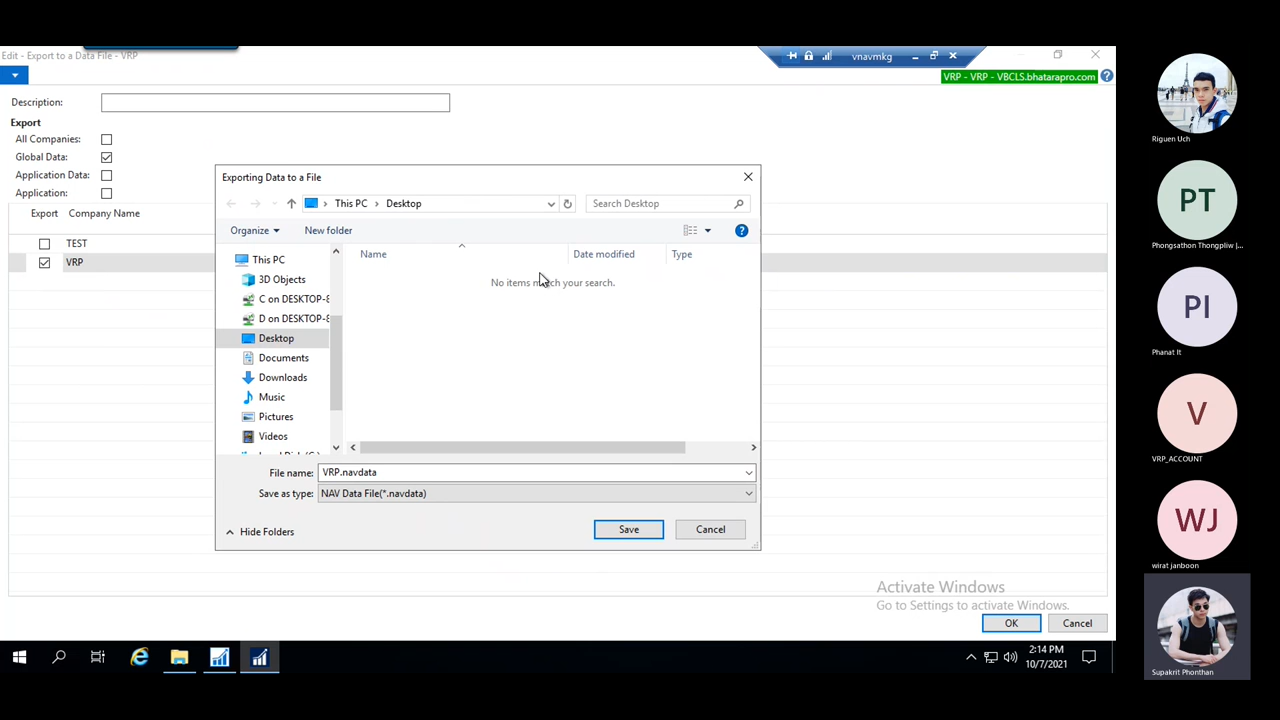 Edit - Export to a Data File - VRP
vnavmkg
VRP - VRP - VBCLS.bhatarapro.com
Description:
Export
All Companies:
Global Data:
Application Data:
Application:
Export Company Name
TEST
VRP
Exporting Data to a File
This PC > Desktop
Search Desktop
Organize
New folder
Name
Date modified
Type
No items match your search.
This PC
3D Objects
C on DESKTOP-8
D on DESKTOP-8
Desktop
Documents
Downloads
Music
Pictures
Videos
File name: VRP.navdata
Save as type: NAV Data File(*.navdata)
Hide Folders
Save
Cancel
Activate Windows
Go to Settings to activate Windows.
OK
Cancel
2:14 PM
10/7/2021
Riguen Uch
PT
Phongsathon Thongpliw |...
PI
Phanat It
V
VRP_ACCOUNT
WJ
wirat janboon
Supakrit Phonthan